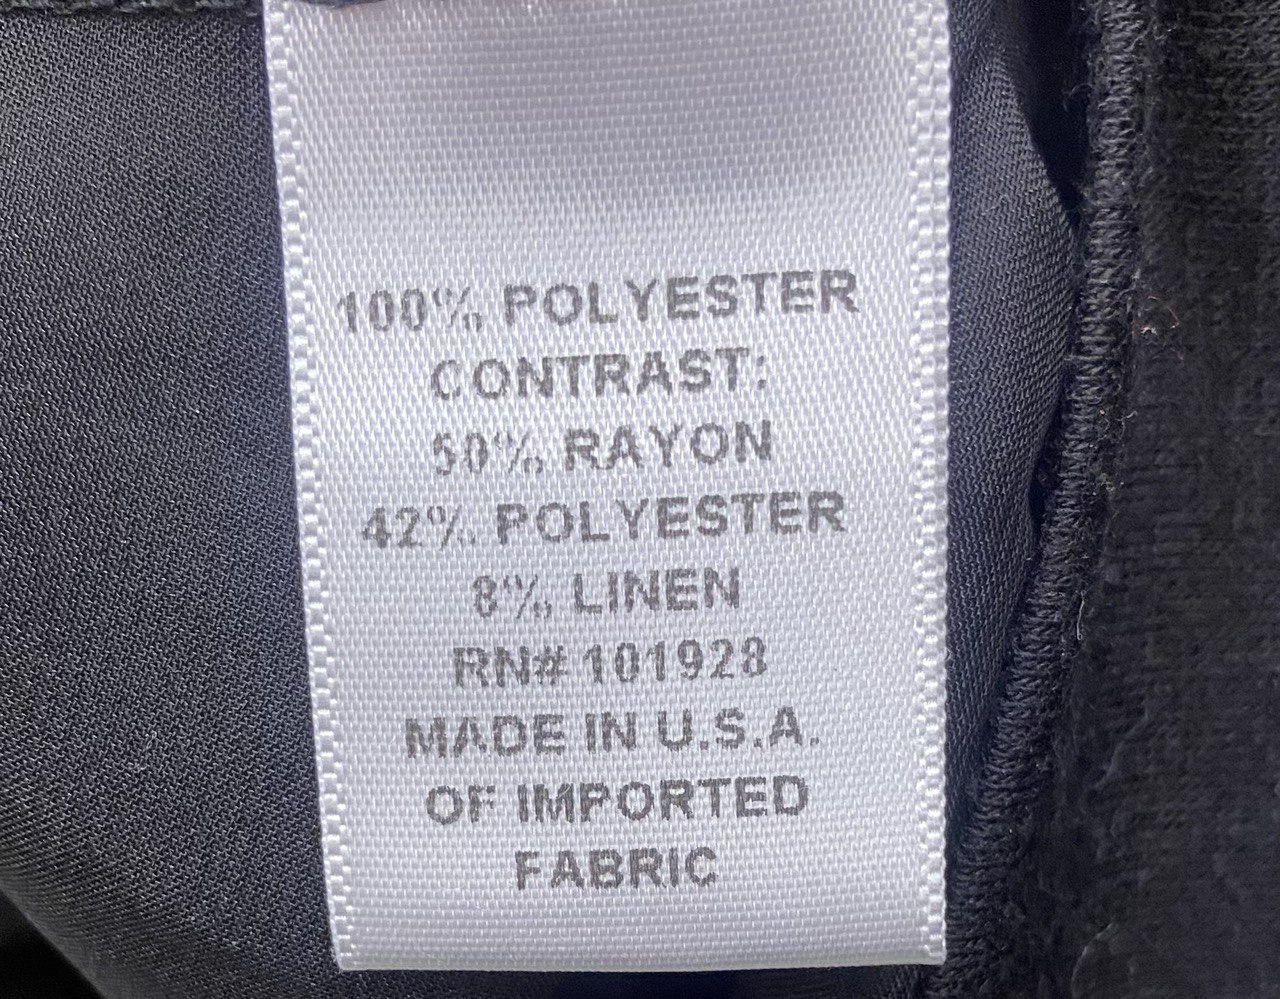 100% POLYESTER
CONTRAST:
50% RAYON
42% POLYESTER
8% LINEN
RN# 101928
MADE IN U.S.A.
OF IMPORTED
FABRIC